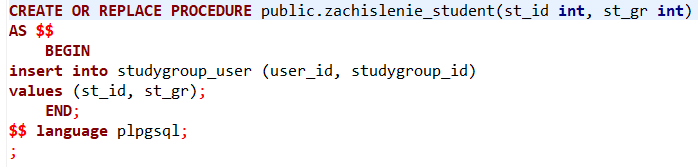 CREATE OR REPLACE PROCEDURE public.zachislenie_student(st_id int, st_gr int)
AS $$
    BEGIN
insert into studygroup_user (user_id, studygroup_id)
values (st_id, st_gr);
    END;
$$ language plpgsql;
;